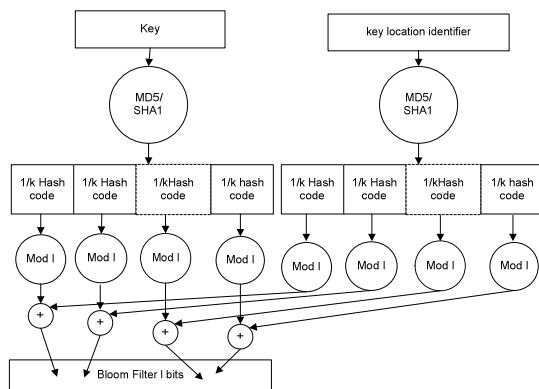 Key
key location identifier
MD5/
SHA1
MD5/
SHA1
1/k Hash
code
1/k Hash
code
1/kHash
code
1/k hash
code
1/k Hash
code
1/k Hash
code
1/kHash
code
1/k hash
code
Mod l
Mod l
Mod l
Mod l
Mod l
Mod l
Mod l
Mod l
+
+
+
+
Bloom Filter l bits